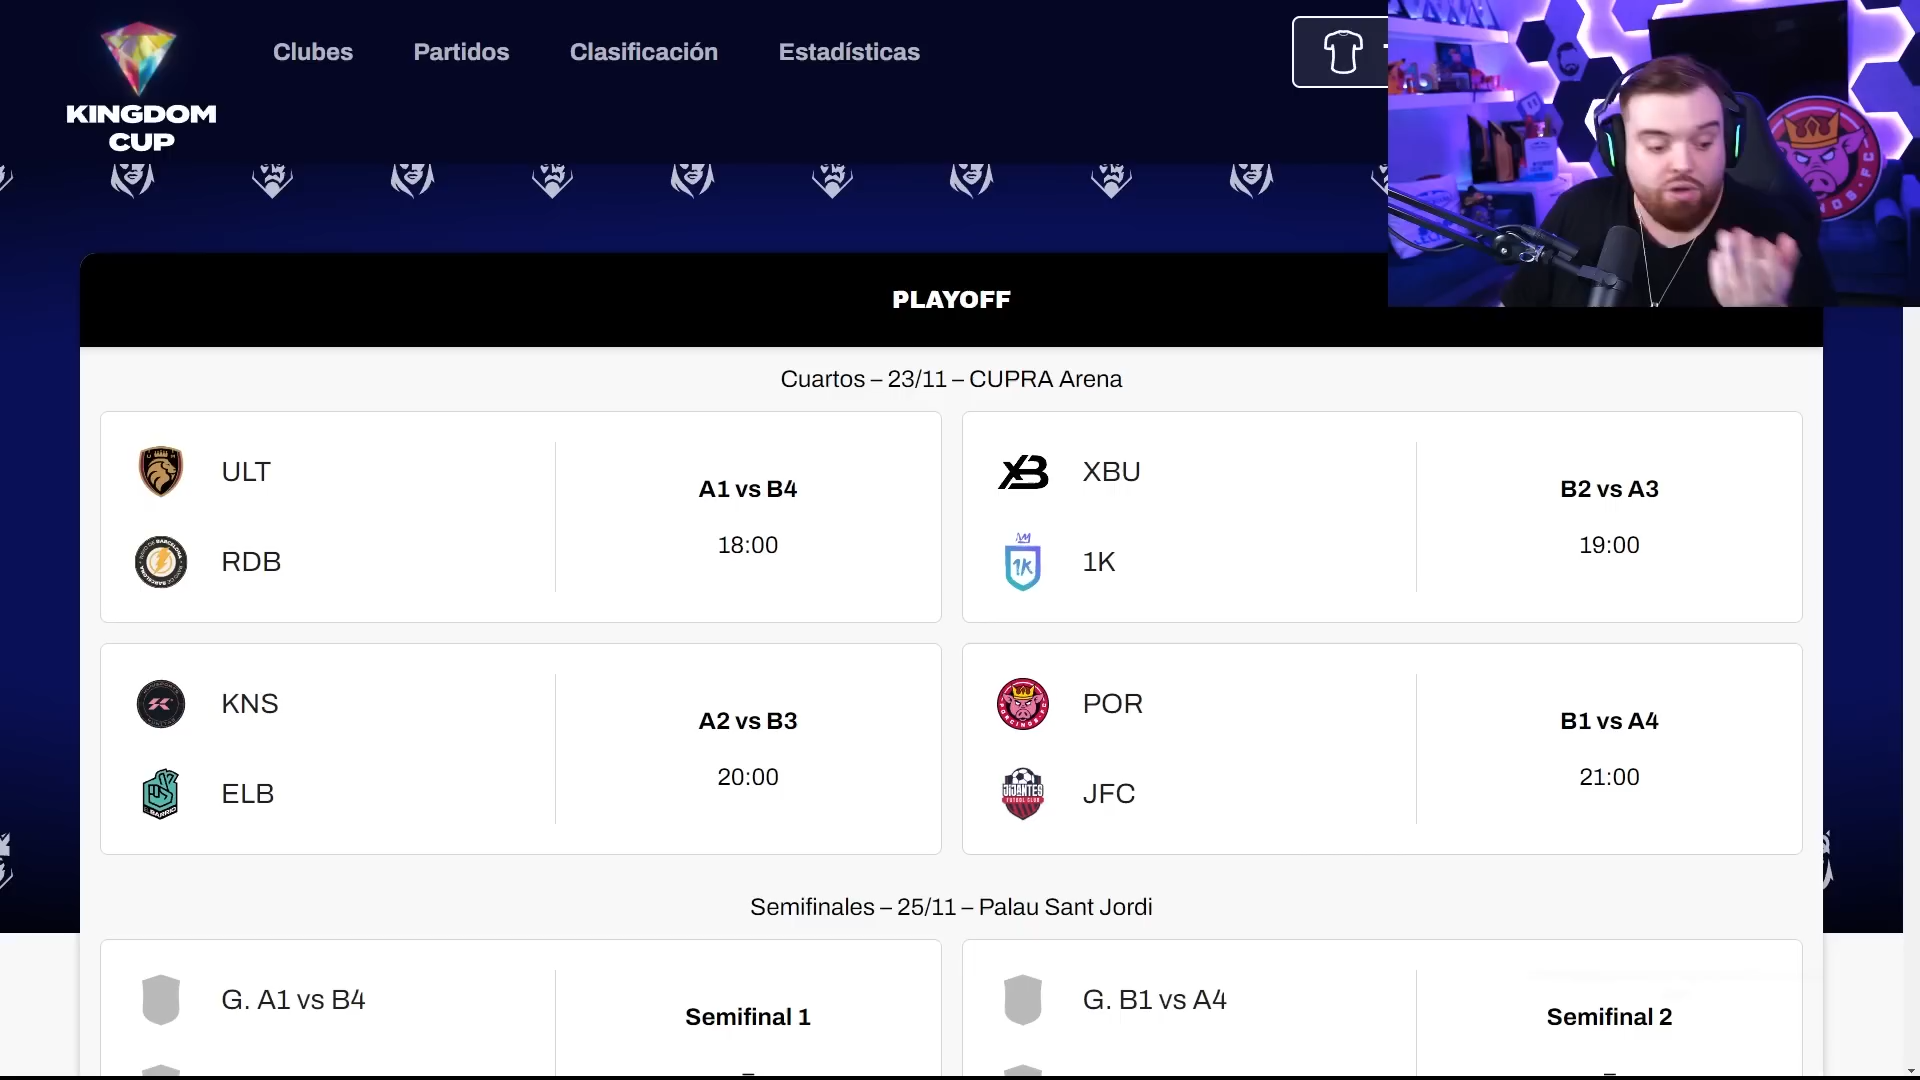 KINGDOM
CUP
Clubes
Partidos
Clasificación
Estadísticas
PLAYOFF
Cuartos – 23/11 – CUPRA Arena
ULT
RDB
A1 vs B4
18:00
XBU
1K
B2 vs A3
19:00
KNS
ELB
A2 vs B3
20:00
POR
JFC
B1 vs A4
21:00
Semifinales – 25/11 – Palau Sant Jordi
G. A1 vs B4
Semifinal 1
G. B1 vs A4
Semifinal 2